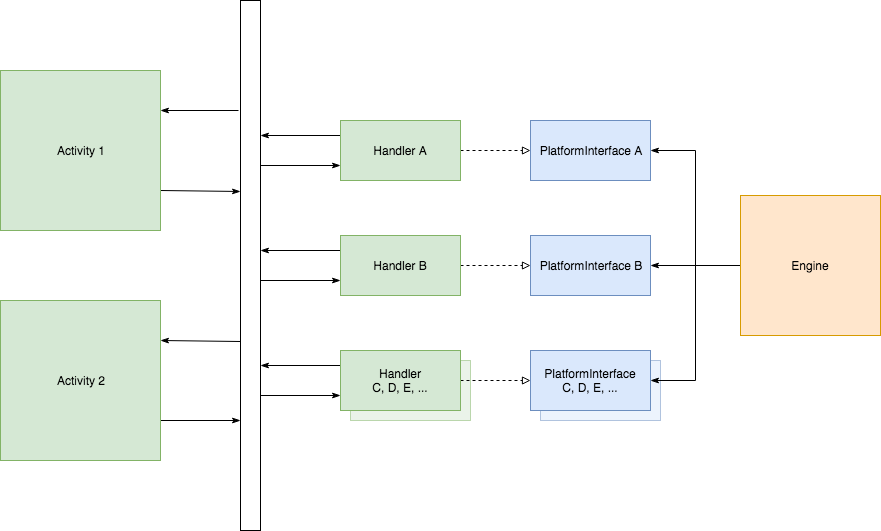 Activity 1
Handler A
PlatformInterface A
Handler B
PlatformInterface B
Engine
Activity 2
Handler
C, D, E, ...
PlatformInterface
C, D, E, ...